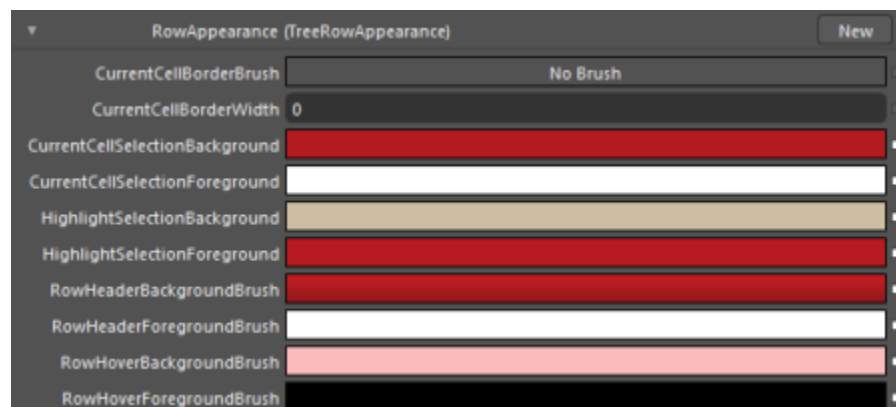 RowAppearance (TreeRowAppearance) New
CurrentCellBorderBrush No Brush
CurrentCellBorderWidth 0
CurrentCellSelectionBackground
CurrentCellSelectionForeground
HighlightSelectionBackground
HighlightSelectionForeground
RowHeaderBackgroundBrush
RowHeaderForegroundBrush
RowHoverBackgroundBrush
RowHoverForegroundBrush